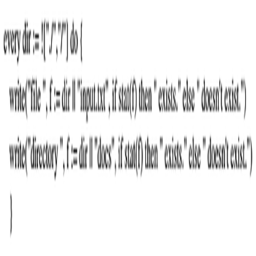 every dir := !["./","/"] do {
write("file ", f := dir || "input.txt", if stat(f) then " exists." else " doesn't exist.")
write("directory ", f := dir || "docs", if stat(f) then " exists." else " doesn't exist.")
}